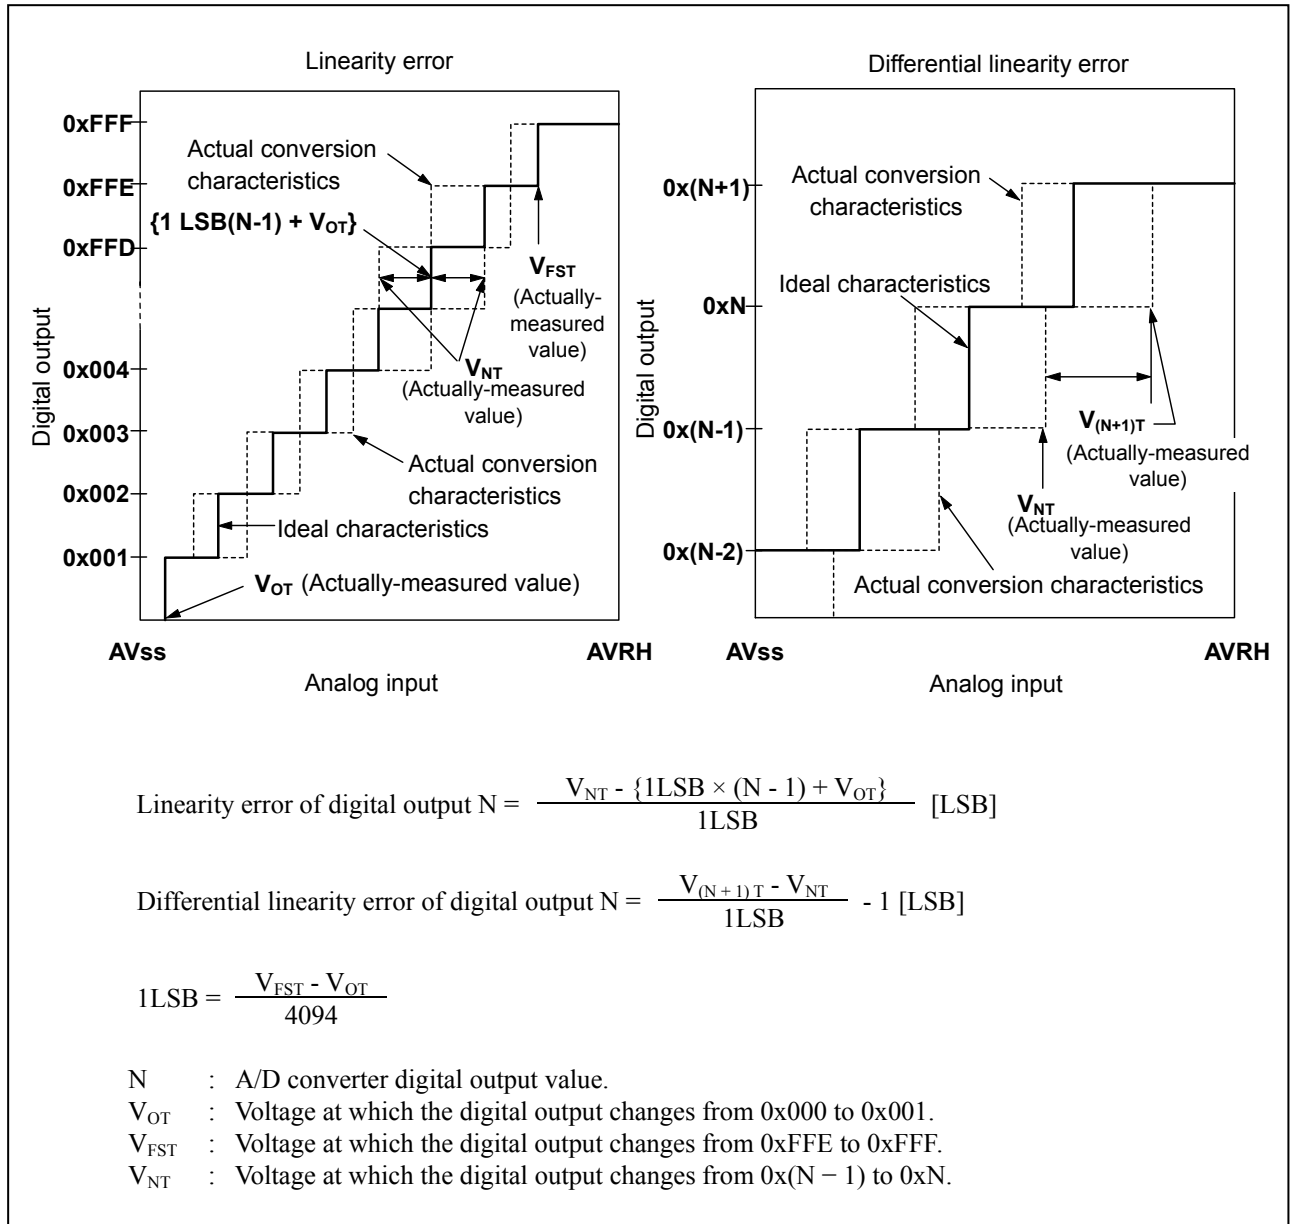 Linearity error
0xFFF
0xFFE
0xFFD
0x004
0x003
0x002
0x001
Digital output
Actual conversion
characteristics
{1 LSB(N-1) + VOT}
VFST
(Actually-
measured
value)
VNT
(Actually-measured
value)
Actual conversion
characteristics
Ideal characteristics
VOT (Actually-measured value)
AVss
AVRH
Analog input
Differential linearity error
0x(N+1)
0xN
0x(N-1)
0x(N-2)
Digital output
Actual conversion
characteristics
Ideal characteristics
V(N+1)T
(Actually-measured
value)
VNT
(Actually-measured
value)
Actual conversion characteristics
AVss
AVRH
Analog input
Linearity error of digital output N = VNT - {1LSB × (N - 1) + VOT} / 1LSB [LSB]
Differential linearity error of digital output N = V(N + 1) T - VNT / 1LSB - 1 [LSB]
1LSB = VFST - VOT / 4094
N : A/D converter digital output value.
VOT : Voltage at which the digital output changes from 0x000 to 0x001.
VFST : Voltage at which the digital output changes from 0xFFE to 0xFFF.
VNT : Voltage at which the digital output changes from 0x(N − 1) to 0xN.